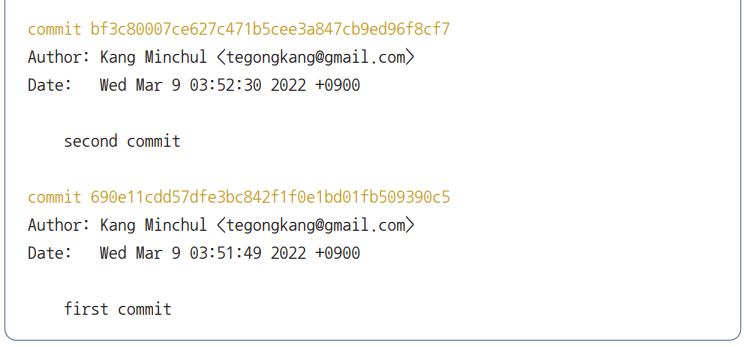 commit bf3c80007ce627c471b5cee3a847cb9ed96f8cf7
Author: Kang Minchul <tegongkang@gmail.com>
Date:   Wed Mar 9 03:52:30 2022 +0900
second commit
commit 690e11cdd57dfe3bc842f1f0e1bd01fb509390c5
Author: Kang Minchul <tegongkang@gmail.com>
Date:   Wed Mar 9 03:51:49 2022 +0900
first commit